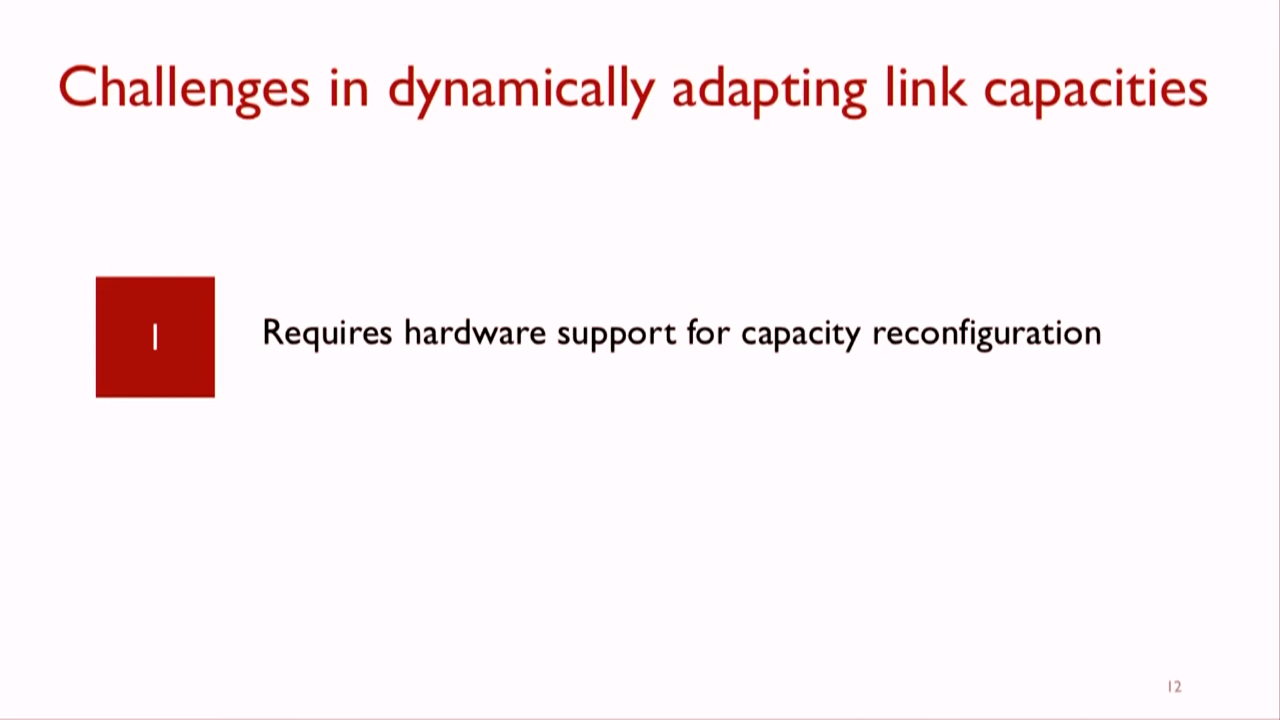 Challenges in dynamically adapting link capacities
1
Requires hardware support for capacity reconfiguration
12